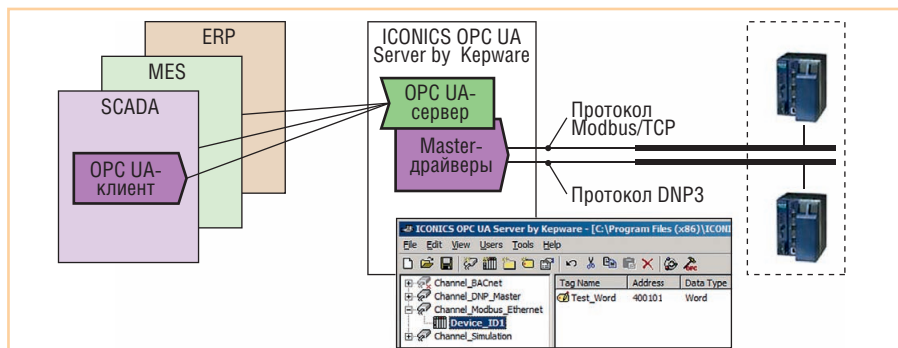 ERP
MES
SCADA
OPC UA-
клиент
ICONICS OPC UA
Server by Kepware
OPC UA-
сервер
Master-
драйверы
Протокол
Modbus/TCP
Протокол DNP3
ICONICS OPC UA Server by Kepware - [C:\Program Files (x86)\ICONI
File Edit View Users Tools Help
Channel_BACnet
Channel_DNP_Master
Channel_Modbus_Ethernet
Device_ID1
Channel_Simulation
Tag Name Address Data Type
Test_Word 400101 Word